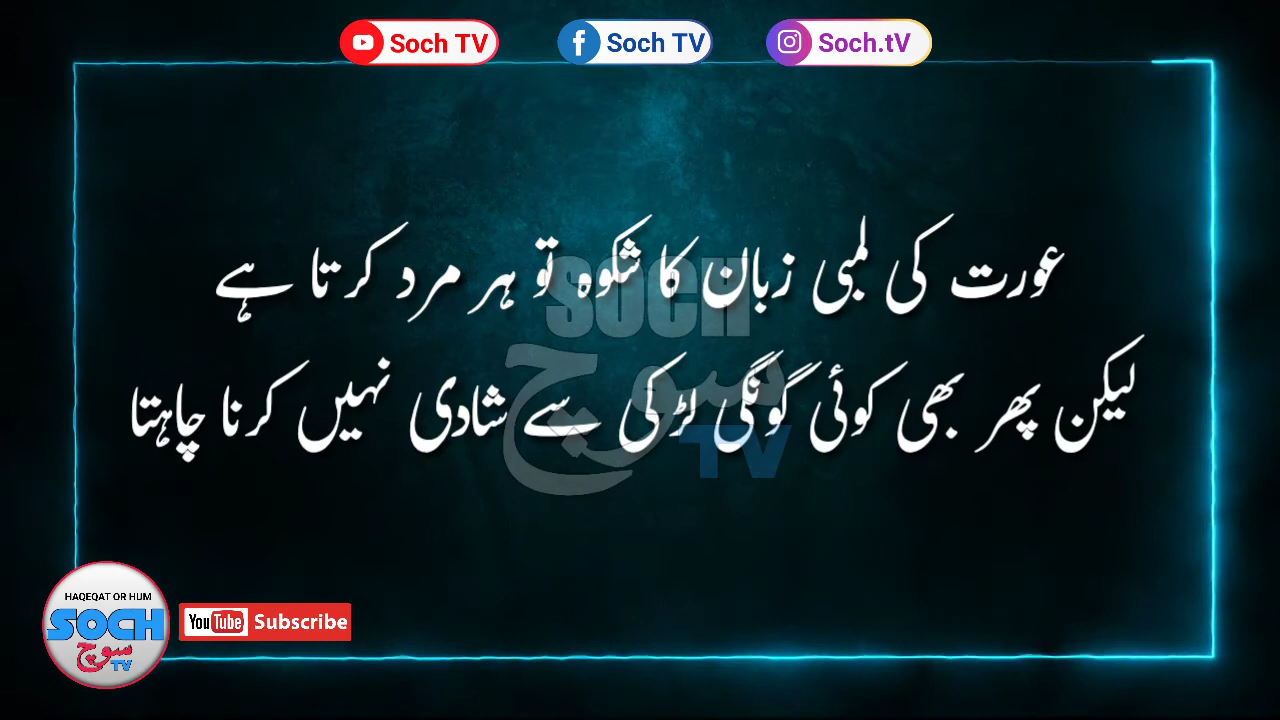 Soch TV
Soch TV
Soch.tV
عورت کی لمبی زبان کا شکوہ تو ہر مرد کرتا ہے
SOCH
لیکن پھر بھی کوئی گونگی لڑکی سے شادی نہیں کرنا چاہتا
سوچ
TV
HAQEQAT OR HUM
SOCH
سوچ
TV
YouTube Subscribe